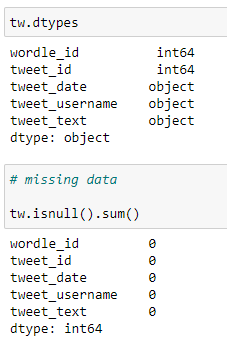 tw.dtypes
wordle_id int64
tweet_id int64
tweet_date object
tweet_username object
tweet_text object
dtype: object
# missing data
tw.isnull().sum()
wordle_id 0
tweet_id 0
tweet_date 0
tweet_username 0
tweet_text 0
dtype: int64